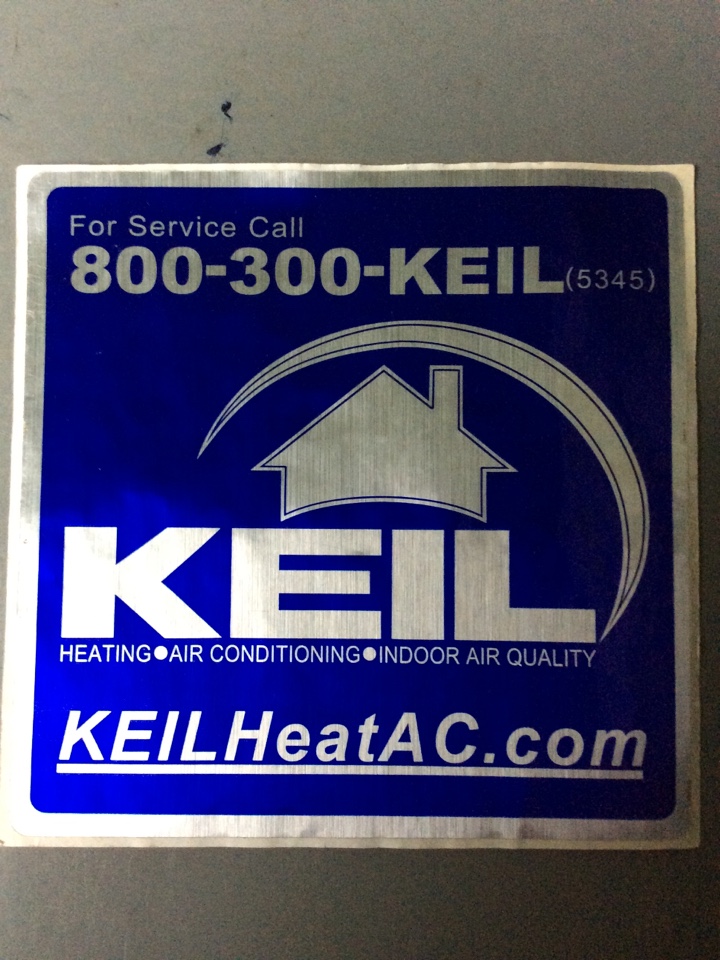 For Service Call
800-300-KEIL(5345)
KEIL
HEATING●AIR CONDITIONING●INDOOR AIR QUALITY
KEILHeatAC.com